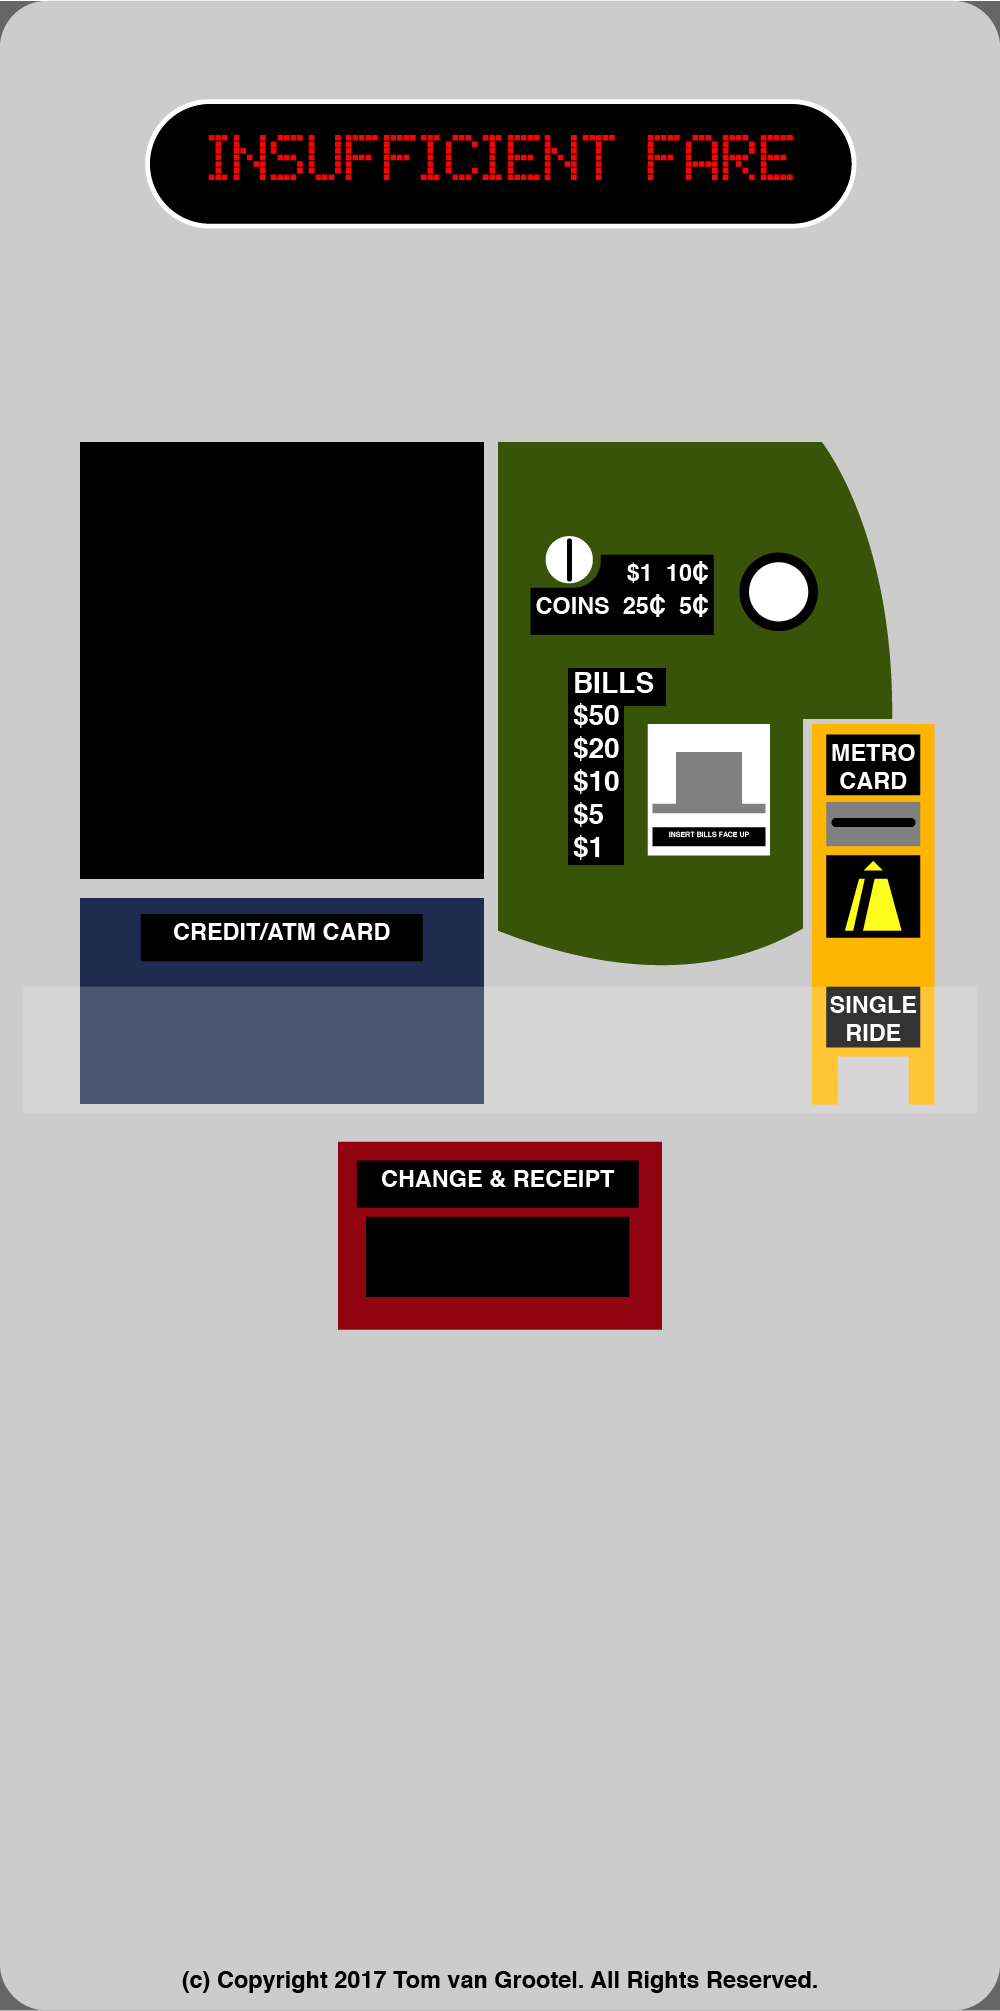 INSUFFICIENT FARE
$1 10₵
COINS 25₵ 5₵
BILLS
$50
$20
$10
$5
$1
INSERT BILLS FACE UP
METRO
CARD
CREDIT/ATM CARD
SINGLE
RIDE
CHANGE & RECEIPT
(c) Copyright 2017 Tom van Grootel. All Rights Reserved.